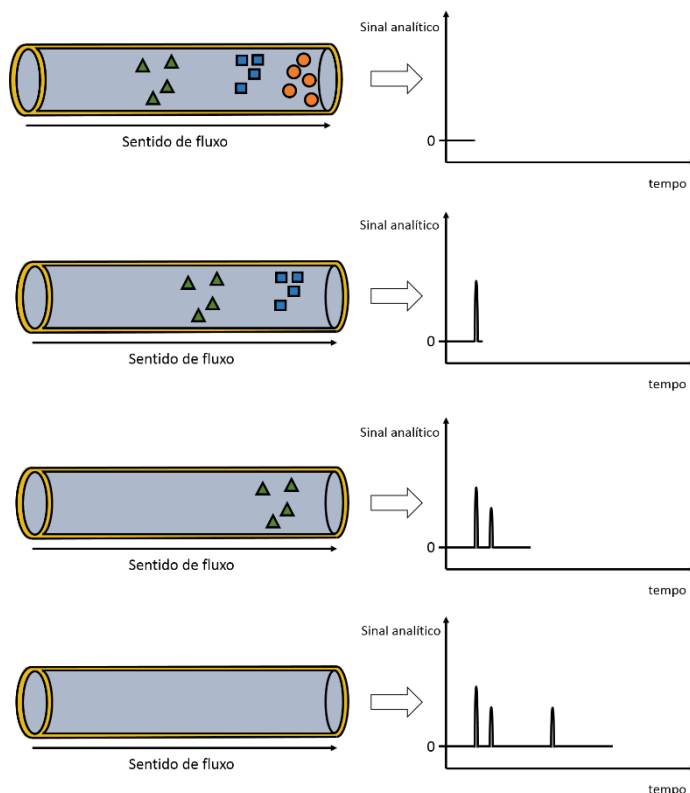 Sinal analítico
0
Sentido de fluxo
tempo
Sinal analítico
0
Sentido de fluxo
tempo
Sinal analítico
0
Sentido de fluxo
tempo
Sinal analítico
0
Sentido de fluxo
tempo